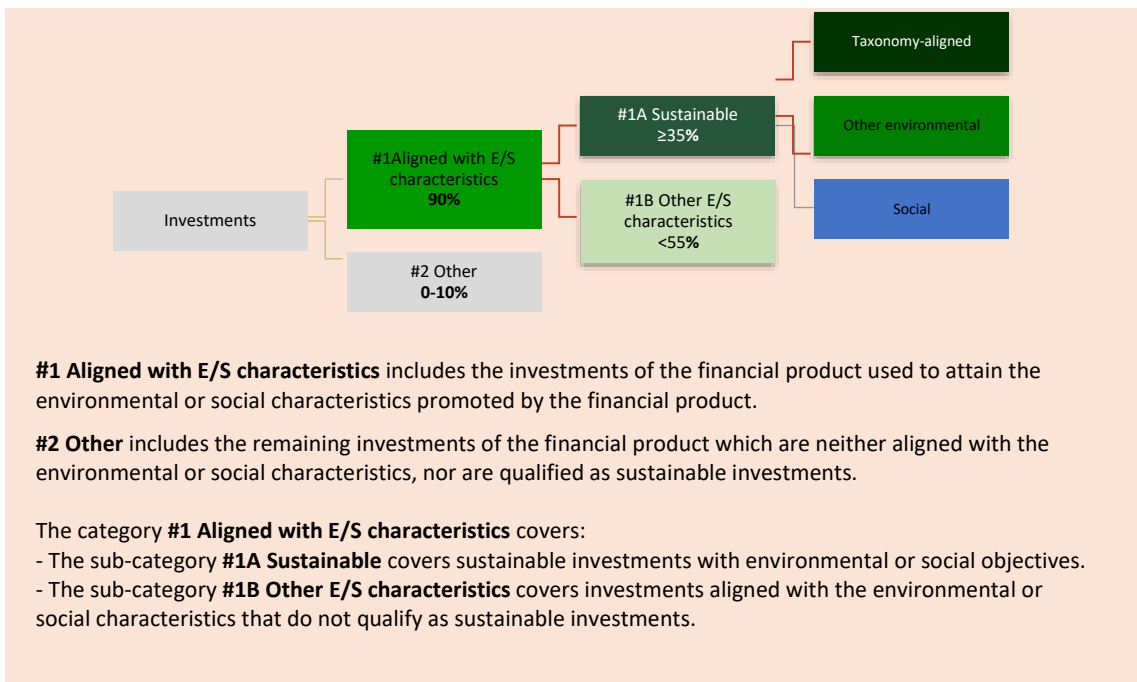 Taxonomy-aligned
#1A Sustainable
≥35%
Other environmental
#1Aligned with E/S
characteristics
90%
Investments
#1B Other E/S
characteristics
<55%
Social
#2 Other
0-10%
#1 Aligned with E/S characteristics includes the investments of the financial product used to attain the
environmental or social characteristics promoted by the financial product.
#2 Other includes the remaining investments of the financial product which are neither aligned with the
environmental or social characteristics, nor are qualified as sustainable investments.
The category #1 Aligned with E/S characteristics covers:
- The sub-category #1A Sustainable covers sustainable investments with environmental or social objectives.
- The sub-category #1B Other E/S characteristics covers investments aligned with the environmental or
social characteristics that do not qualify as sustainable investments.